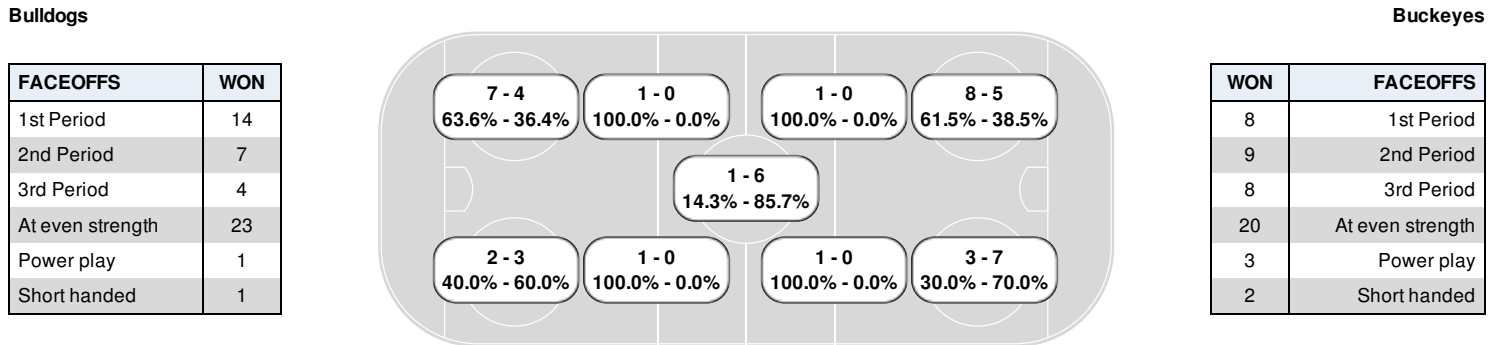 Bulldogs
Buckeyes
FACEOFFS WON
1st Period 14
2nd Period 7
3rd Period 4
At even strength 23
Power play 1
Short handed 1
7 - 4
63.6% - 36.4%
1 - 0
100.0% - 0.0%
1 - 0
100.0% - 0.0%
8 - 5
61.5% - 38.5%
1 - 6
14.3% - 85.7%
2 - 3
40.0% - 60.0%
1 - 0
100.0% - 0.0%
1 - 0
100.0% - 0.0%
3 - 7
30.0% - 70.0%
WON FACEOFFS
8 1st Period
9 2nd Period
8 3rd Period
20 At even strength
3 Power play
2 Short handed